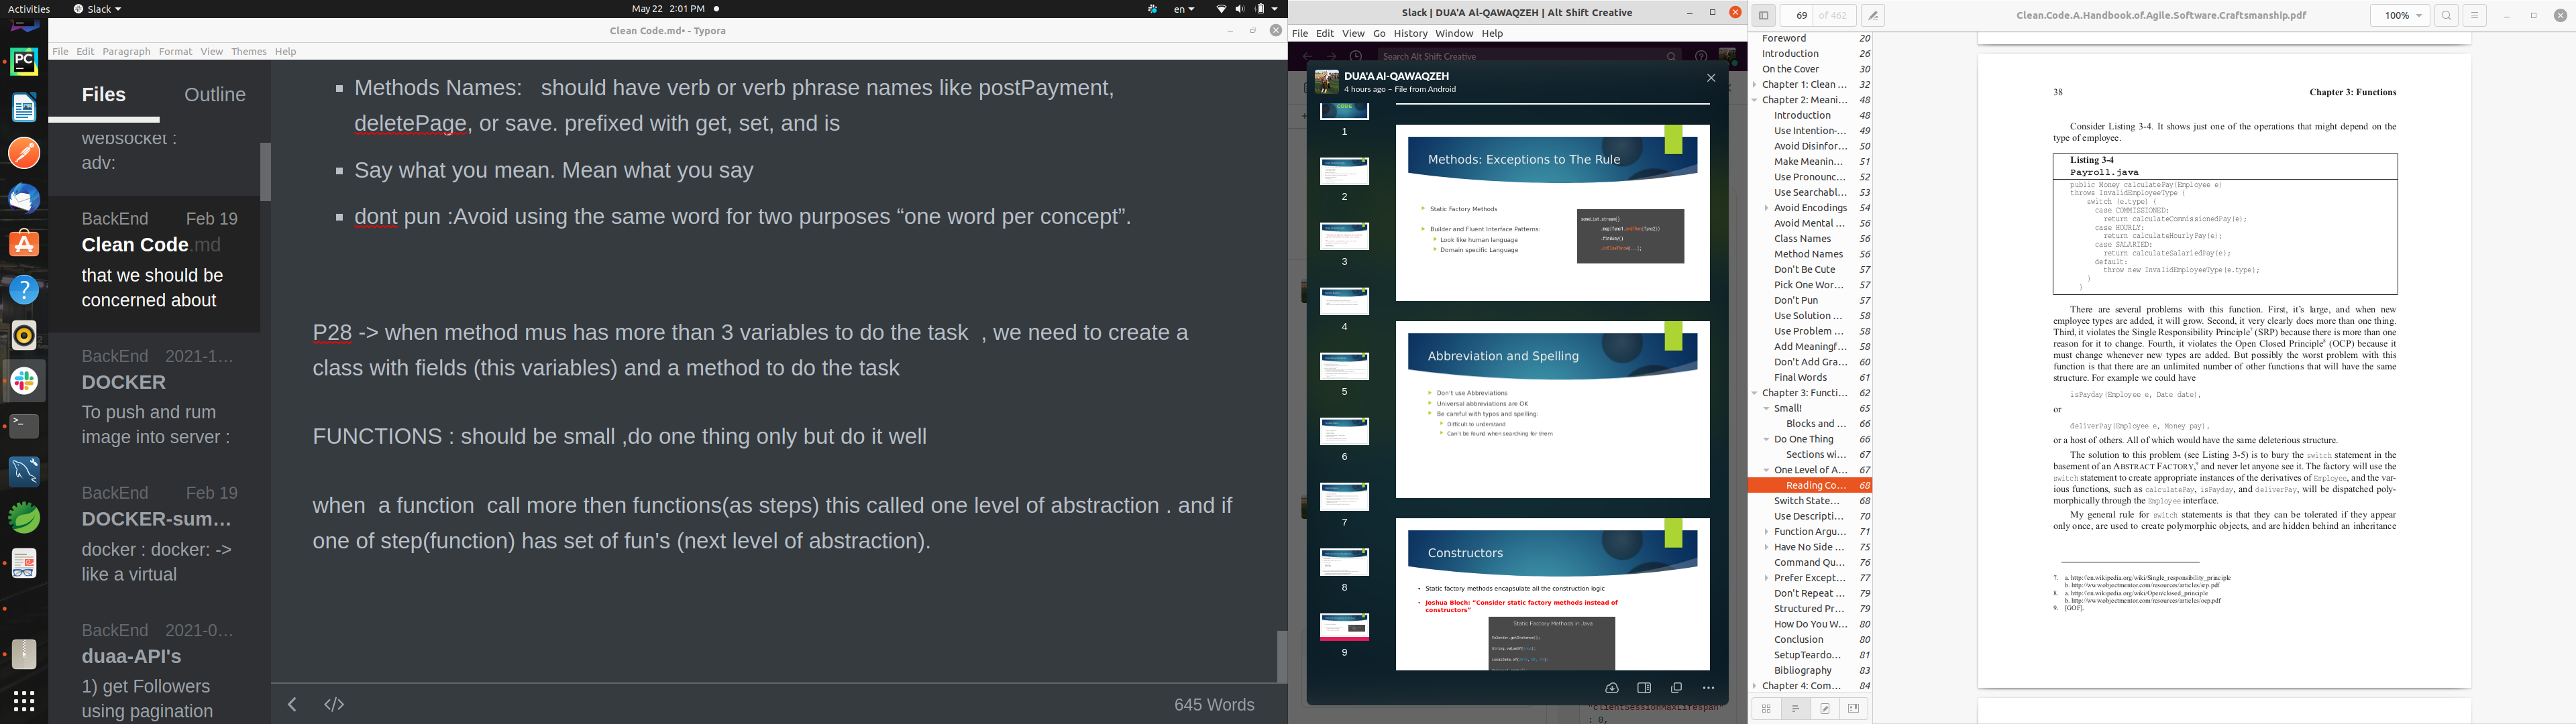 Activities
Slack
May 22  2:01 PM
en
Clean Code.md• - Typora
File Edit Paragraph Format View Themes Help
Files
Outline
websocket :
adv:
BackEnd Feb 19
Clean Code.md
that we should be
concerned about
BackEnd 2021-1...
DOCKER
To push and rum
image into server :
BackEnd Feb 19
DOCKER-sum...
docker : docker: ->
like a virtual
BackEnd 2021-0...
duaa-API's
1) get Followers
using pagination
Methods Names:   should have verb or verb phrase names like postPayment,
deletePage, or save. prefixed with get, set, and is
Say what you mean. Mean what you say
dont pun :Avoid using the same word for two purposes “one word per concept”.
P28 -> when method mus has more than 3 variables to do the task  , we need to create a
class with fields (this variables) and a method to do the task
FUNCTIONS : should be small ,do one thing only but do it well
when  a function  call more then functions(as steps) this called one level of abstraction . and if
one of step(function) has set of fun's (next level of abstraction).
</>
645 Words
Slack | DUA'A Al-QAWAQZEH | Alt Shift Creative
File Edit View Go History Window Help
Search Alt Shift Creative
DUA'A Al-QAWAQZEH
4 hours ago – File from Android
1
2
3
4
5
6
7
8
9
Methods: Exceptions to The Rule
Static Factory Methods
Builder and Fluent Interface Patterns:
Look like human language
Domain specific Language
Abbreviation and Spelling
Don't use Abbreviations
Universal abbreviations are OK
Be careful with typos and spelling:
Difficult to understand
Can't be found when searching for them
Constructors
Static factory methods encapsulate all the construction logic
Joshua Bloch: "Consider static factory methods instead of
constructors"
Static Factory Methods in Java
"clientSessionMaxLifespan"
: 0,
69 of 462
Clean.Code.A.Handbook.of.Agile.Software.Craftsmanship.pdf
100%
Foreword 20
Introduction 26
On the Cover 30
Chapter 1: Clean ... 32
Chapter 2: Meani... 48
Introduction 48
Use Intention-... 49
Avoid Disinfor... 50
Make Meanin... 51
Use Pronounc... 52
Use Searchabl... 53
Avoid Encodings 54
Avoid Mental ... 56
Class Names 56
Method Names 56
Don't Be Cute 57
Pick One Wor... 57
Don't Pun 57
Use Solution ... 58
Use Problem ... 58
Add Meaningf... 58
Don't Add Gra... 60
Final Words 61
Chapter 3: Functi... 62
Small! 65
Blocks and ... 66
Do One Thing 66
Sections wi... 67
One Level of A... 67
Reading Co... 68
Switch State... 68
Use Descripti... 70
Function Argu... 71
Have No Side ... 75
Command Qu... 76
Prefer Except... 77
Don't Repeat ... 79
Structured Pr... 79
How Do You W... 80
Conclusion 80
SetupTeardo... 81
Bibliography 83
Chapter 4: Com... 84
38 Chapter 3: Functions
Consider Listing 3-4. It shows just one of the operations that might depend on the
type of employee.
Listing 3-4
Payroll.java
public Money calculatePay(Employee e)
throws InvalidEmployeeType {
switch (e.type) {
case COMMISSIONED:
return calculateCommissionedPay(e);
case HOURLY:
return calculateHourlyPay(e);
case SALARIED:
return calculateSalariedPay(e);
default:
throw new InvalidEmployeeType(e.type);
}
}
There are several problems with this function. First, it's large, and when new
employee types are added, it will grow. Second, it very clearly does more than one thing.
Third, it violates the Single Responsibility Principle7 (SRP) because there is more than one
reason for it to change. Fourth, it violates the Open Closed Principle8 (OCP) because it
must change whenever new types are added. But possibly the worst problem with this
function is that there are an unlimited number of other functions that will have the same
structure. For example we could have
isPayday(Employee e, Date date),
or
deliverPay(Employee e, Money pay),
or a host of others. All of which would have the same deleterious structure.
The solution to this problem (see Listing 3-5) is to bury the switch statement in the
basement of an ABSTRACT FACTORY,9 and never let anyone see it. The factory will use the
switch statement to create appropriate instances of the derivatives of Employee, and the var-
ious functions, such as calculatePay, isPayday, and deliverPay, will be dispatched poly-
morphically through the Employee interface.
My general rule for switch statements is that they can be tolerated if they appear
only once, are used to create polymorphic objects, and are hidden behind an inheritance
7. a. http://en.wikipedia.org/wiki/Single_responsibility_principle
b. http://www.objectmentor.com/resources/articles/srp.pdf
8. a. http://en.wikipedia.org/wiki/Open/closed_principle
b. http://www.objectmentor.com/resources/articles/ocp.pdf
9. [GOF].